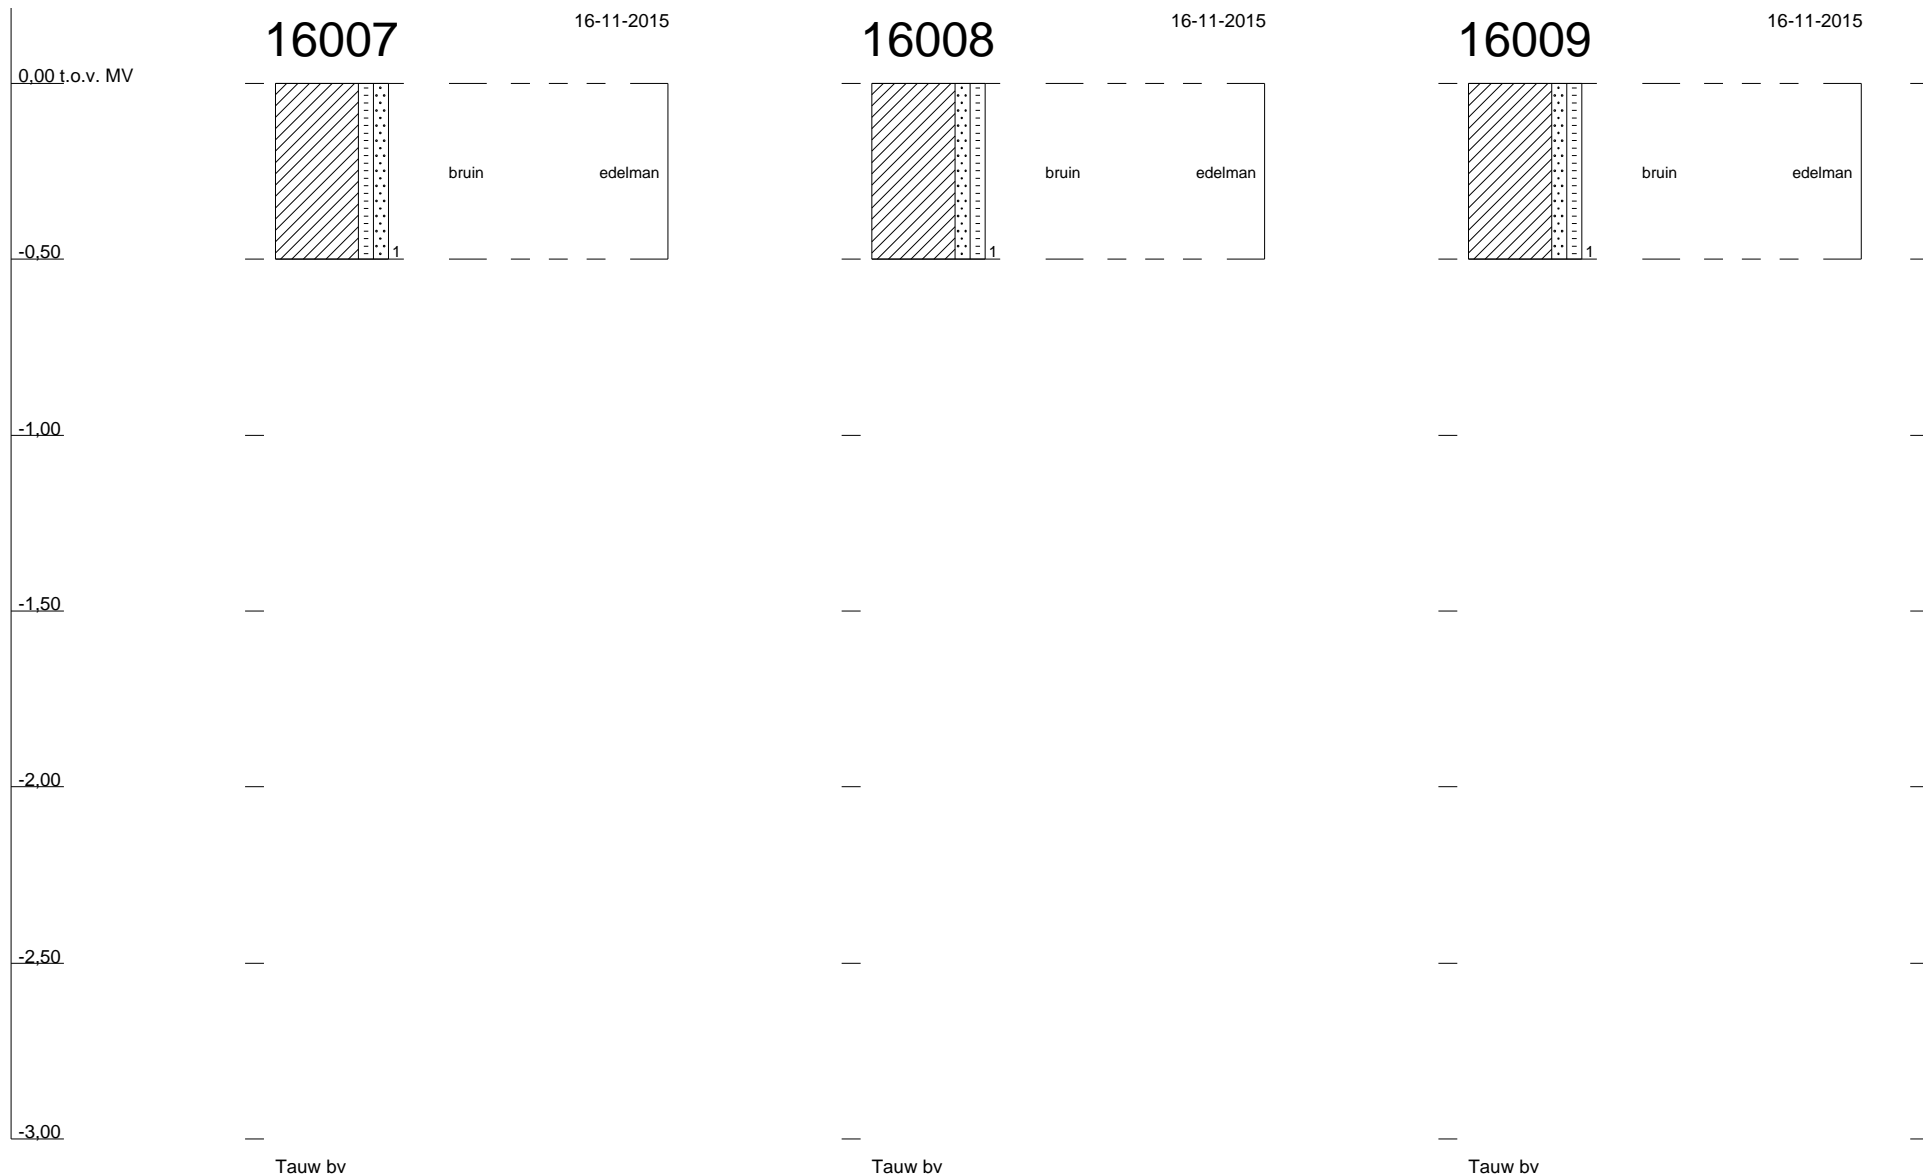 16007 16-11-2015 16008 16-11-2015 16009 16-11-2015
0,00 t.o.v. MV
bruin edelman bruin edelman bruin edelman
-0,50 1 1 1
-1,00
-1,50
-2,00
-2,50
-3,00
Tauw bv Tauw bv Tauw bv